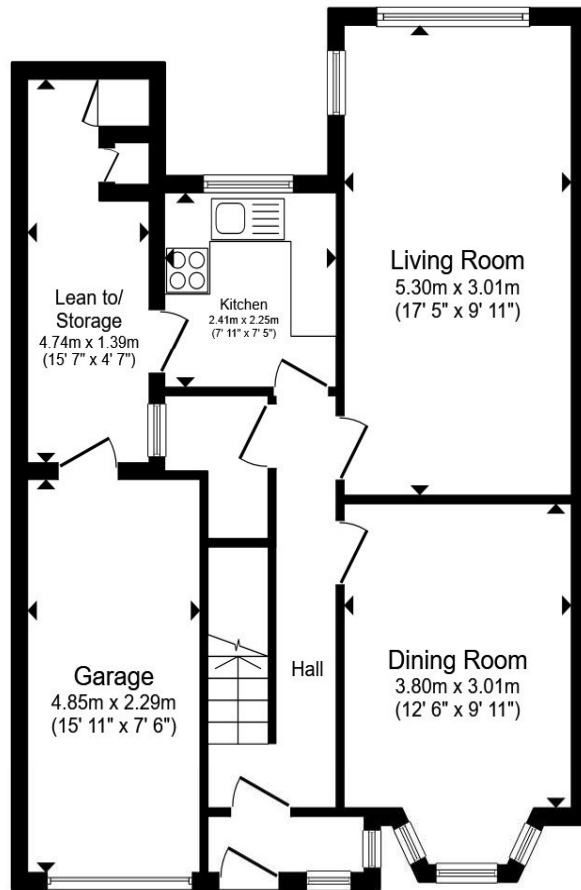 Living Room
5.30m x 3.01m
(17' 5" x 9' 11")
Lean to/
Storage
4.74m x 1.39m
(15' 7" x 4' 7")
Kitchen
2.41m x 2.25m
(7' 11" x 7' 5")
Garage
4.85m x 2.29m
(15' 11" x 7' 6")
Hall
Dining Room
3.80m x 3.01m
(12' 6" x 9' 11")